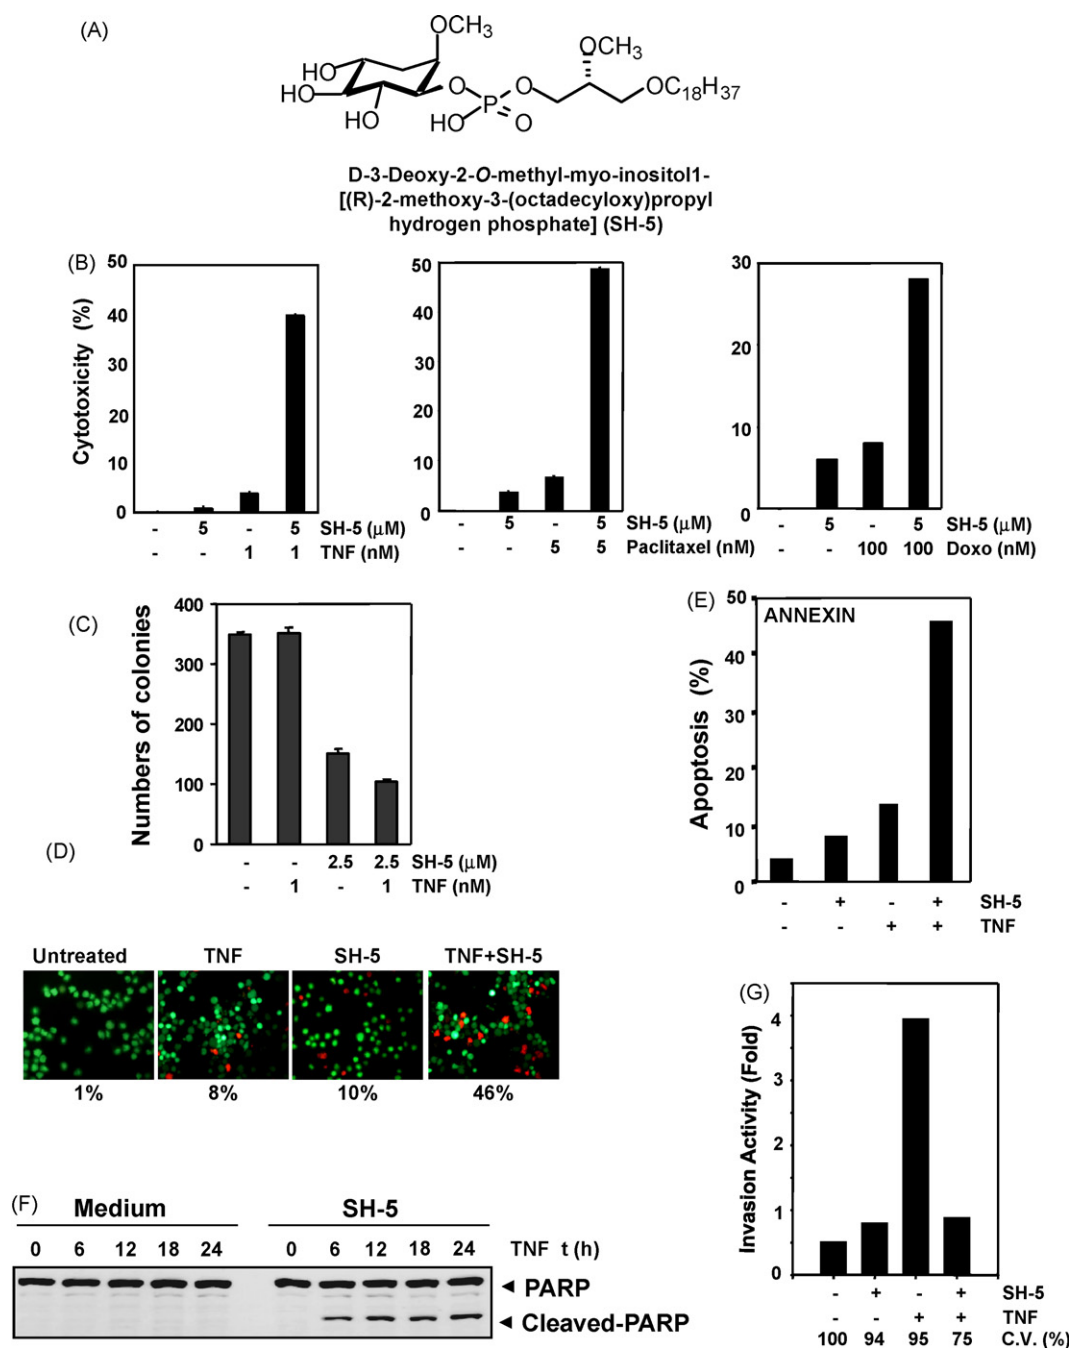 (A)
OCH3
OCH3
HO
HO
HO
O
O
P
HO
O
OC18H37
D-3-Deoxy-2-O-methyl-myo-inositol1-
[(R)-2-methoxy-3-(octadecyloxy)propyl
hydrogen phosphate] (SH-5)
(B)
Cytotoxicity (%)
50
40
30
20
10
0
- 5 - 5 SH-5 (μM)
- - 1 1 TNF (nM)
50
40
30
20
10
0
- 5 - 5 SH-5 (μM)
- - 5 5 Paclitaxel (nM)
30
20
10
0
- 5 - 5 SH-5 (μM)
- - 100 100 Doxo (nM)
(C)
Numbers of colonies
400
300
200
100
0
- - 2.5 2.5 SH-5 (μM)
- 1 - 1 TNF (nM)
(E)
ANNEXIN
Apoptosis (%)
50
40
30
20
10
0
- + - + SH-5
- - + + TNF
(D)
Untreated TNF SH-5 TNF+SH-5
1% 8% 10% 46%
(F)
Medium SH-5
0 6 12 18 24 0 6 12 18 24 TNF t (h)
PARP
Cleaved-PARP
(G)
Invasion Activity (Fold)
4
3
2
1
0
- + - + SH-5
- - + + TNF
100 94 95 75 C.V. (%)